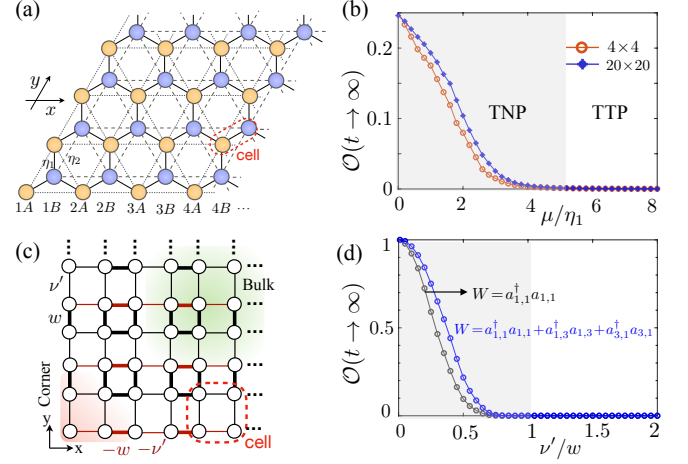 (a)
y
x
η₁
η₂
cell
1A 1B 2A 2B 3A 3B 4A 4B ···
(b)
O(t → ∞)
0.2
0.1
0
4×4
20×20
TNP
TTP
0 2 4 6 8
μ/η₁
(c)
ν′
w
Bulk
Corner
y
x
−w −ν′
cell
(d)
O(t → ∞)
1
0.5
0
W = a†₁,₁a₁,₁
W = a†₁,₁a₁,₁ + a†₁,₃a₁,₃ + a†₃,₁a₃,₁
0 0.5 1 1.5 2
ν′/w